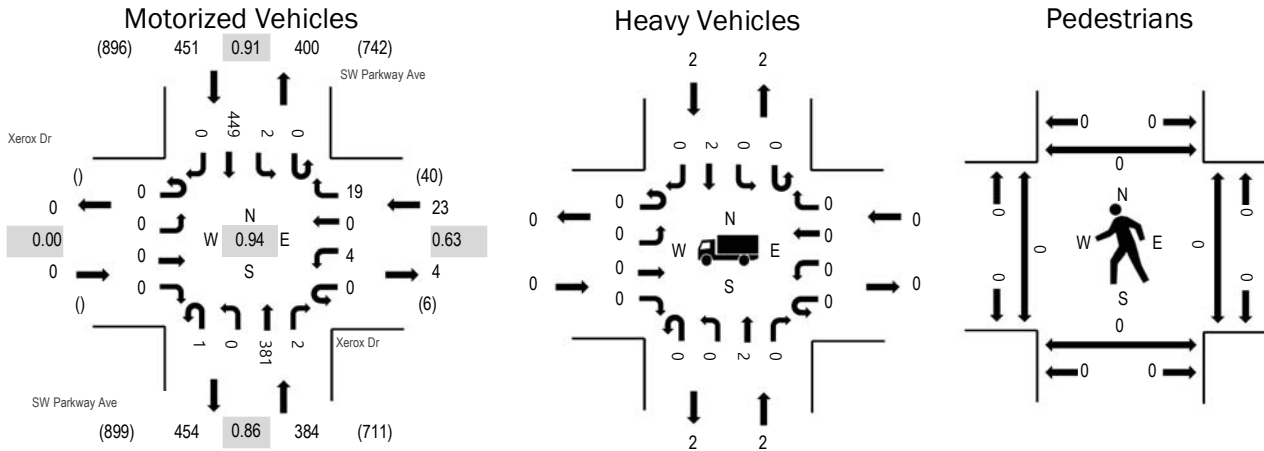 Motorized Vehicles
(896) 451 0.91 400 (742)
SW Parkway Ave
Xerox Dr
0 449 2 0
() 0 19 (40)
0 0 0 23
0.00 W N 0.94 E 0.63
S
0 0 4 4
() 0 0 (6)
1 0 381 2
Xerox Dr
SW Parkway Ave
(899) 454 0.86 384 (711)
Heavy Vehicles
2 2
0 2 0 0
0 0
0 0 0 0
N
W E
S
0 0 0 0
0 0
0 0 2 0
2 2
Pedestrians
0 0
0
N
0 0
0 W E 0
0 0
S
0
0 0